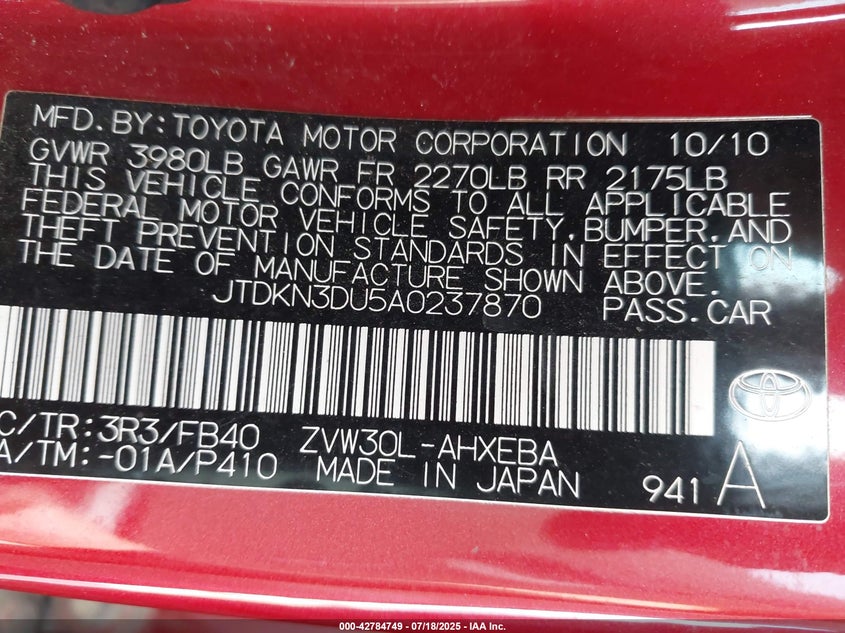 MFD.BY:TOYOTA MOTOR CORPORATION 10/10
GVWR 3980LB GAWR FR 2270LB RR 2175LB
THIS VEHICLE CONFORMS TO ALL APPLICABLE
FEDERAL MOTOR VEHICLE SAFETY,BUMPER,AND
THEFT PREVENTION STANDARDS IN EFFECT ON
THE DATE OF MANUFACTURE SHOWN ABOVE.
JTDKN3DU5A0237870 PASS.CAR
C/TR:3R3/FB40 ZVW30L-AHXEBA
A/TM:-01A/P410 MADE IN JAPAN 941 A
000-42784749 - 07/18/2025 - IAA Inc.